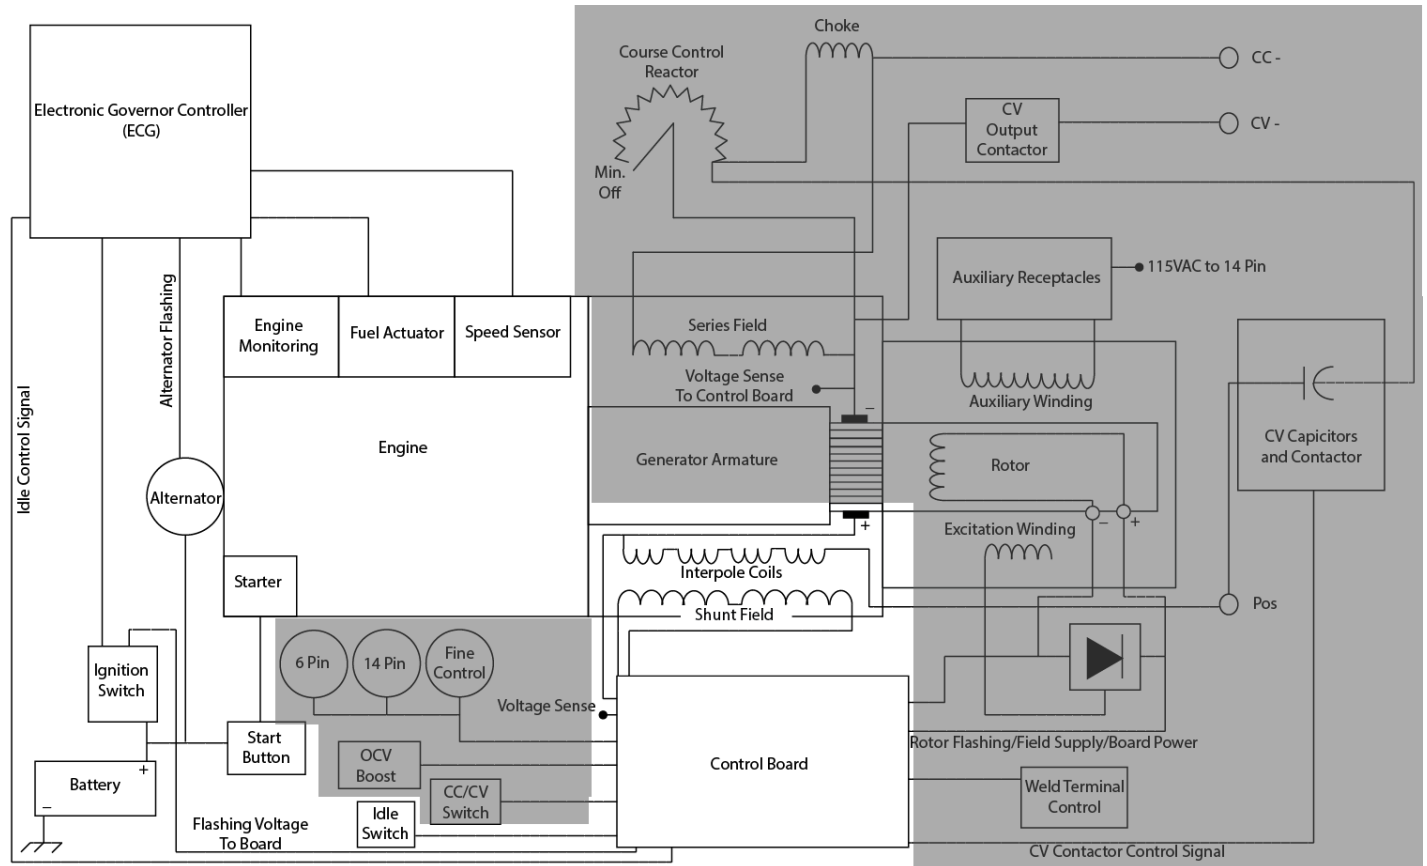 Choke
Course Control
Reactor
CC -
Electronic Governor Controller
(ECG)
CV
Output
Contactor
CV -
Min.
Off
Auxiliary Receptacles
115VAC to 14 Pin
Alternator Flashing
Engine
Monitoring
Fuel Actuator
Speed Sensor
Series Field
Voltage Sense
To Control Board
Auxiliary Winding
Idle Control Signal
Engine
Generator Armature
–
Rotor
CV Capicitors
and Contactor
Alternator
+
Excitation Winding
–
+
Starter
Interpole Coils
Shunt Field
Pos
Ignition
Switch
6 Pin
14 Pin
Fine
Control
Voltage Sense
Start
Button
Rotor Flashing/Field Supply/Board Power
OCV
Boost
Control Board
Battery
+
–
CC/CV
Switch
Weld Terminal
Control
Idle
Switch
Flashing Voltage
To Board
CV Contactor Control Signal